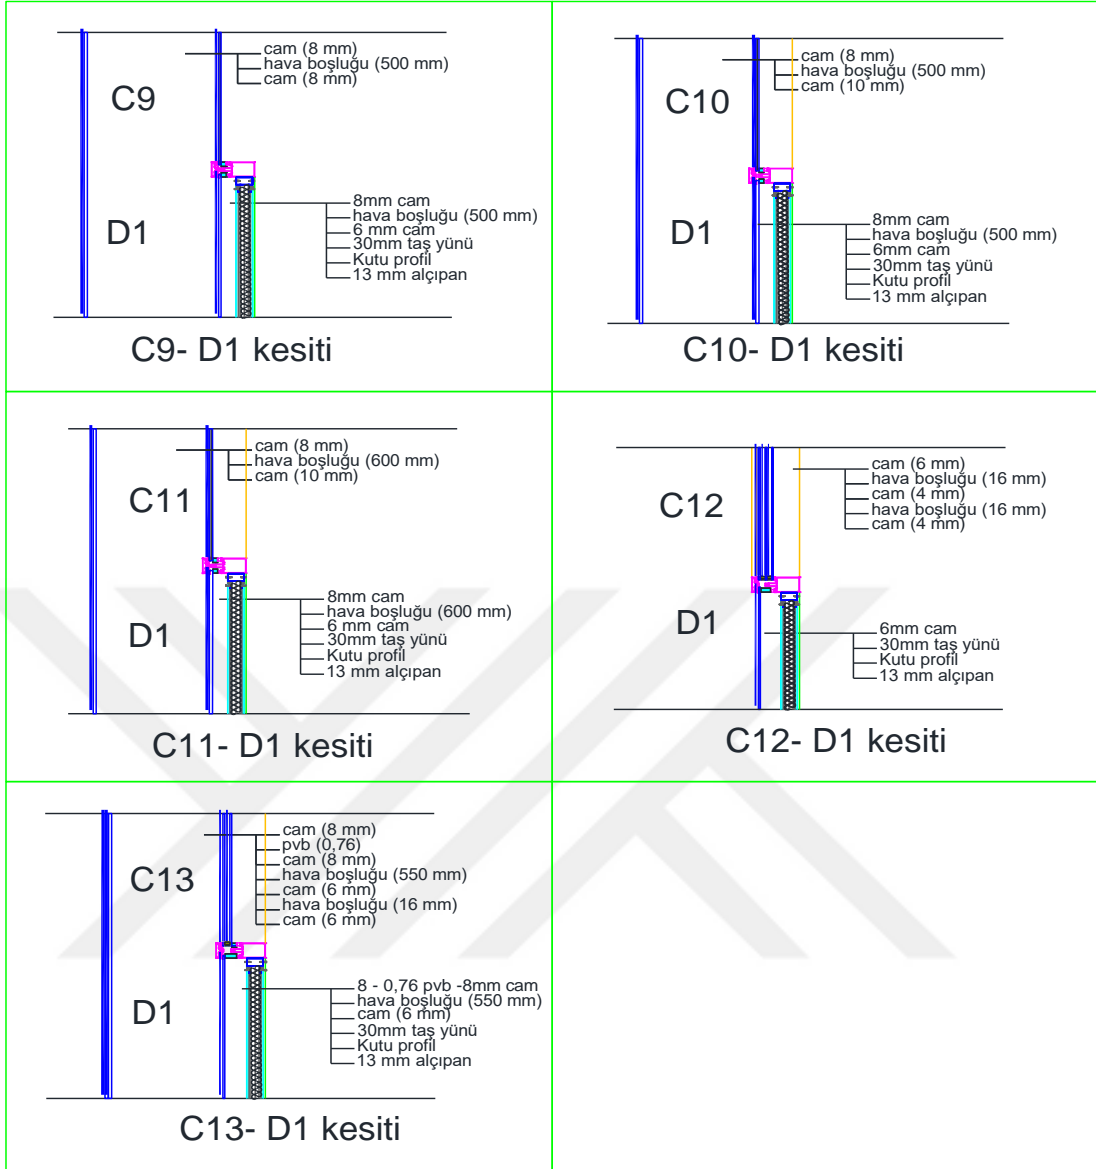 cam (8 mm)
hava boşluğu (500 mm)
cam (8 mm)
C9
D1
8mm cam
hava boşluğu (500 mm)
6 mm cam
30mm taş yünü
Kutu profil
13 mm alçıpan
C9- D1 kesiti
cam (8 mm)
hava boşluğu (500 mm)
cam (10 mm)
C10
D1
8mm cam
hava boşluğu (500 mm)
6mm cam
30mm taş yünü
Kutu profil
13 mm alçıpan
C10- D1 kesiti
cam (8 mm)
hava boşluğu (600 mm)
cam (10 mm)
C11
D1
8mm cam
hava boşluğu (600 mm)
6 mm cam
30mm taş yünü
Kutu profil
13 mm alçıpan
C11- D1 kesiti
cam (6 mm)
hava boşluğu (16 mm)
cam (4 mm)
hava boşluğu (16 mm)
cam (4 mm)
C12
D1
6mm cam
30mm taş yünü
Kutu profil
13 mm alçıpan
C12- D1 kesiti
cam (8 mm)
pvb (0,76)
cam (8 mm)
hava boşluğu (550 mm)
cam (6 mm)
hava boşluğu (16 mm)
cam (6 mm)
C13
D1
8 - 0,76 pvb -8mm cam
hava boşluğu (550 mm)
cam (6 mm)
30mm taş yünü
Kutu profil
13 mm alçıpan
C13- D1 kesiti